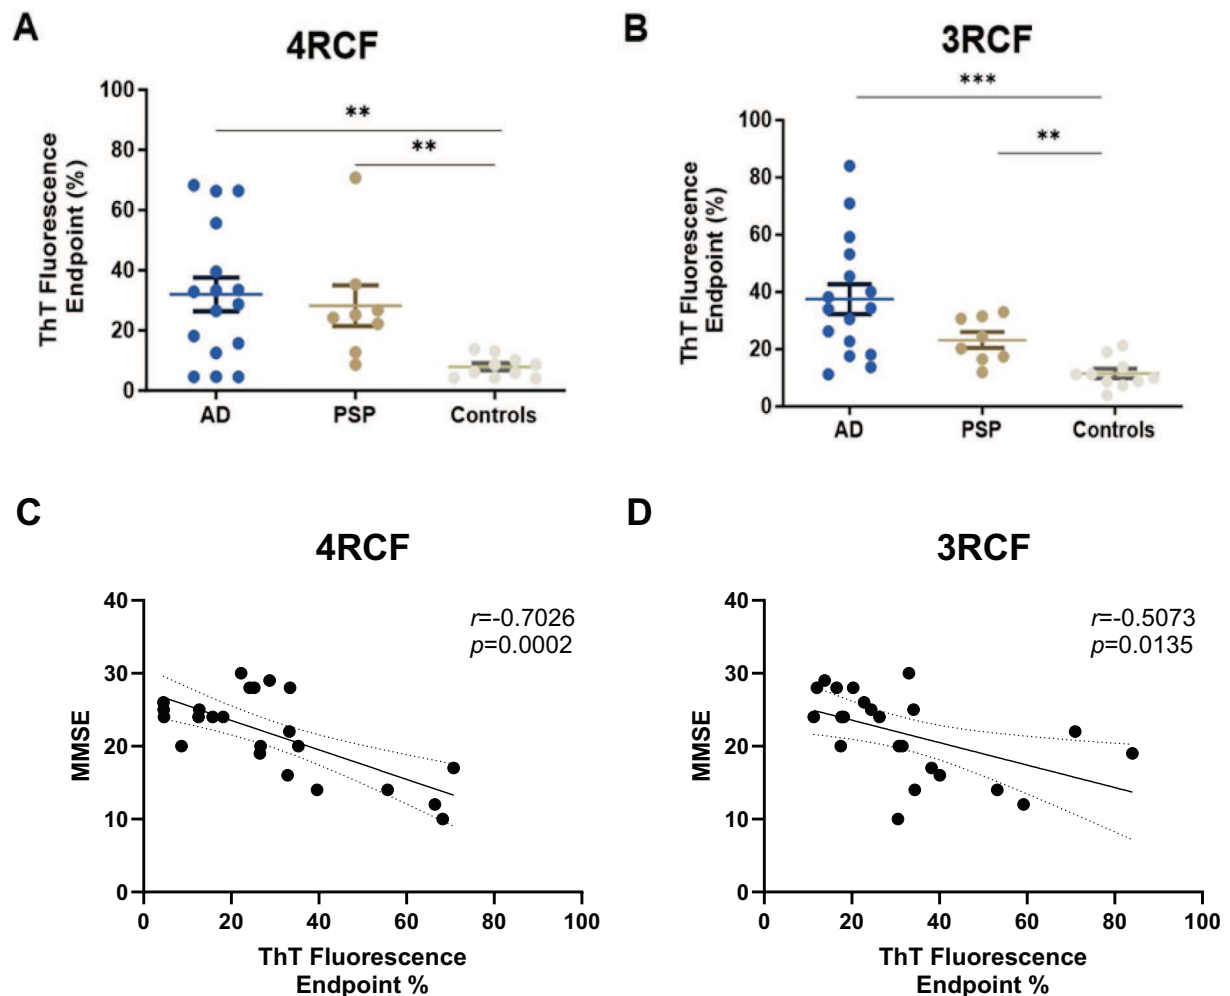 A
4RCF
ThT Fluorescence
Endpoint (%)
100
80
60
40
20
0
**
**
AD
PSP
Controls
B
3RCF
ThT Fluorescence
Endpoint (%)
100
80
60
40
20
0
***
**
AD
PSP
Controls
C
4RCF
r=-0.7026
p=0.0002
MMSE
40
30
20
10
0
0
20
40
60
80
100
ThT Fluorescence
Endpoint %
D
3RCF
r=-0.5073
p=0.0135
MMSE
40
30
20
10
0
0
20
40
60
80
100
ThT Fluorescence
Endpoint %